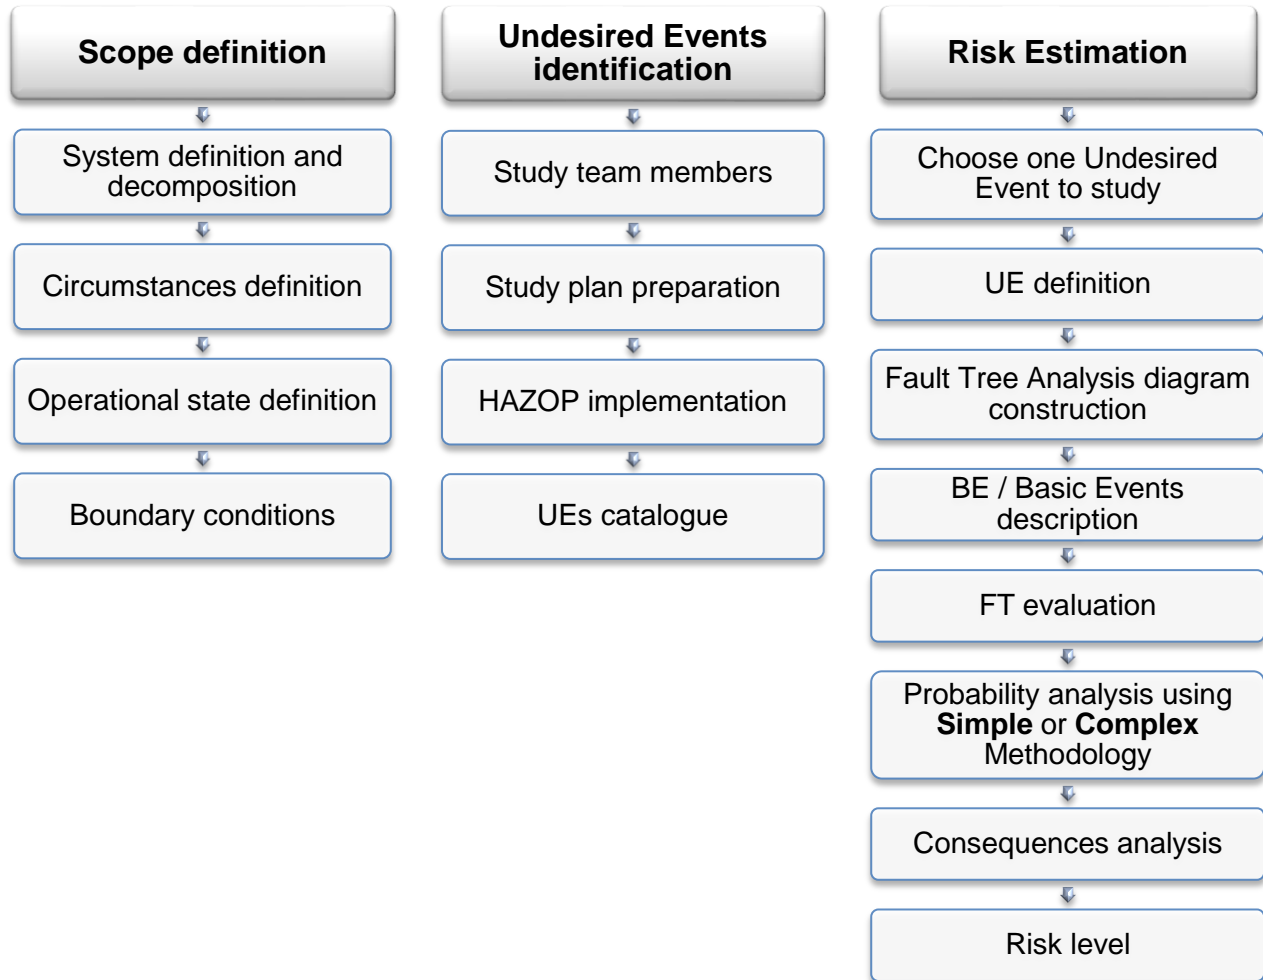 Scope definition
System definition and
decomposition
Circumstances definition
Operational state definition
Boundary conditions
Undesired Events
identification
Study team members
Study plan preparation
HAZOP implementation
UEs catalogue
Risk Estimation
Choose one Undesired
Event to study
UE definition
Fault Tree Analysis diagram
construction
BE / Basic Events
description
FT evaluation
Probability analysis using
Simple or Complex
Methodology
Consequences analysis
Risk level